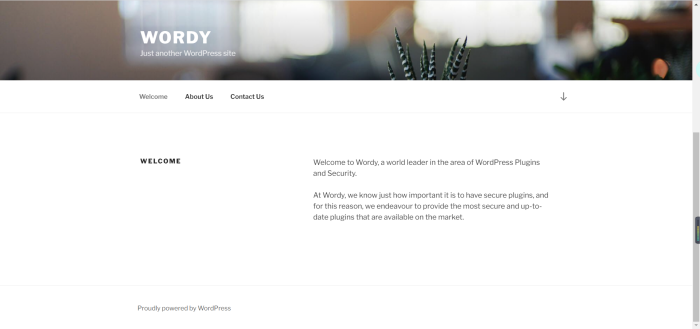 WORDY
Just another WordPress site
Welcome About Us Contact Us
WELCOME
Welcome to Wordy, a world leader in the area of WordPress Plugins
and Security.
At Wordy, we know just how important it is to have secure plugins, and
for this reason, we endeavour to provide the most secure and up-to-
date plugins that are available on the market.
Proudly powered by WordPress